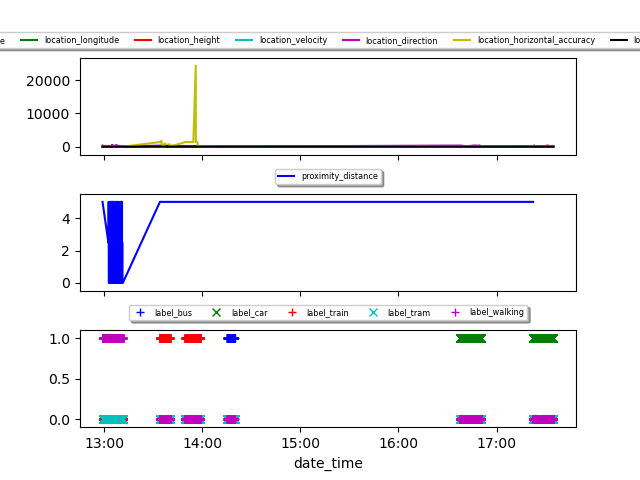 location_longitude location_height location_velocity location_direction location_horizontal_accuracy
20000
10000
0
proximity_distance
4
2
0
label_bus label_car label_train label_tram label_walking
1.0
0.5
0.0
13:00 14:00 15:00 16:00 17:00
date_time